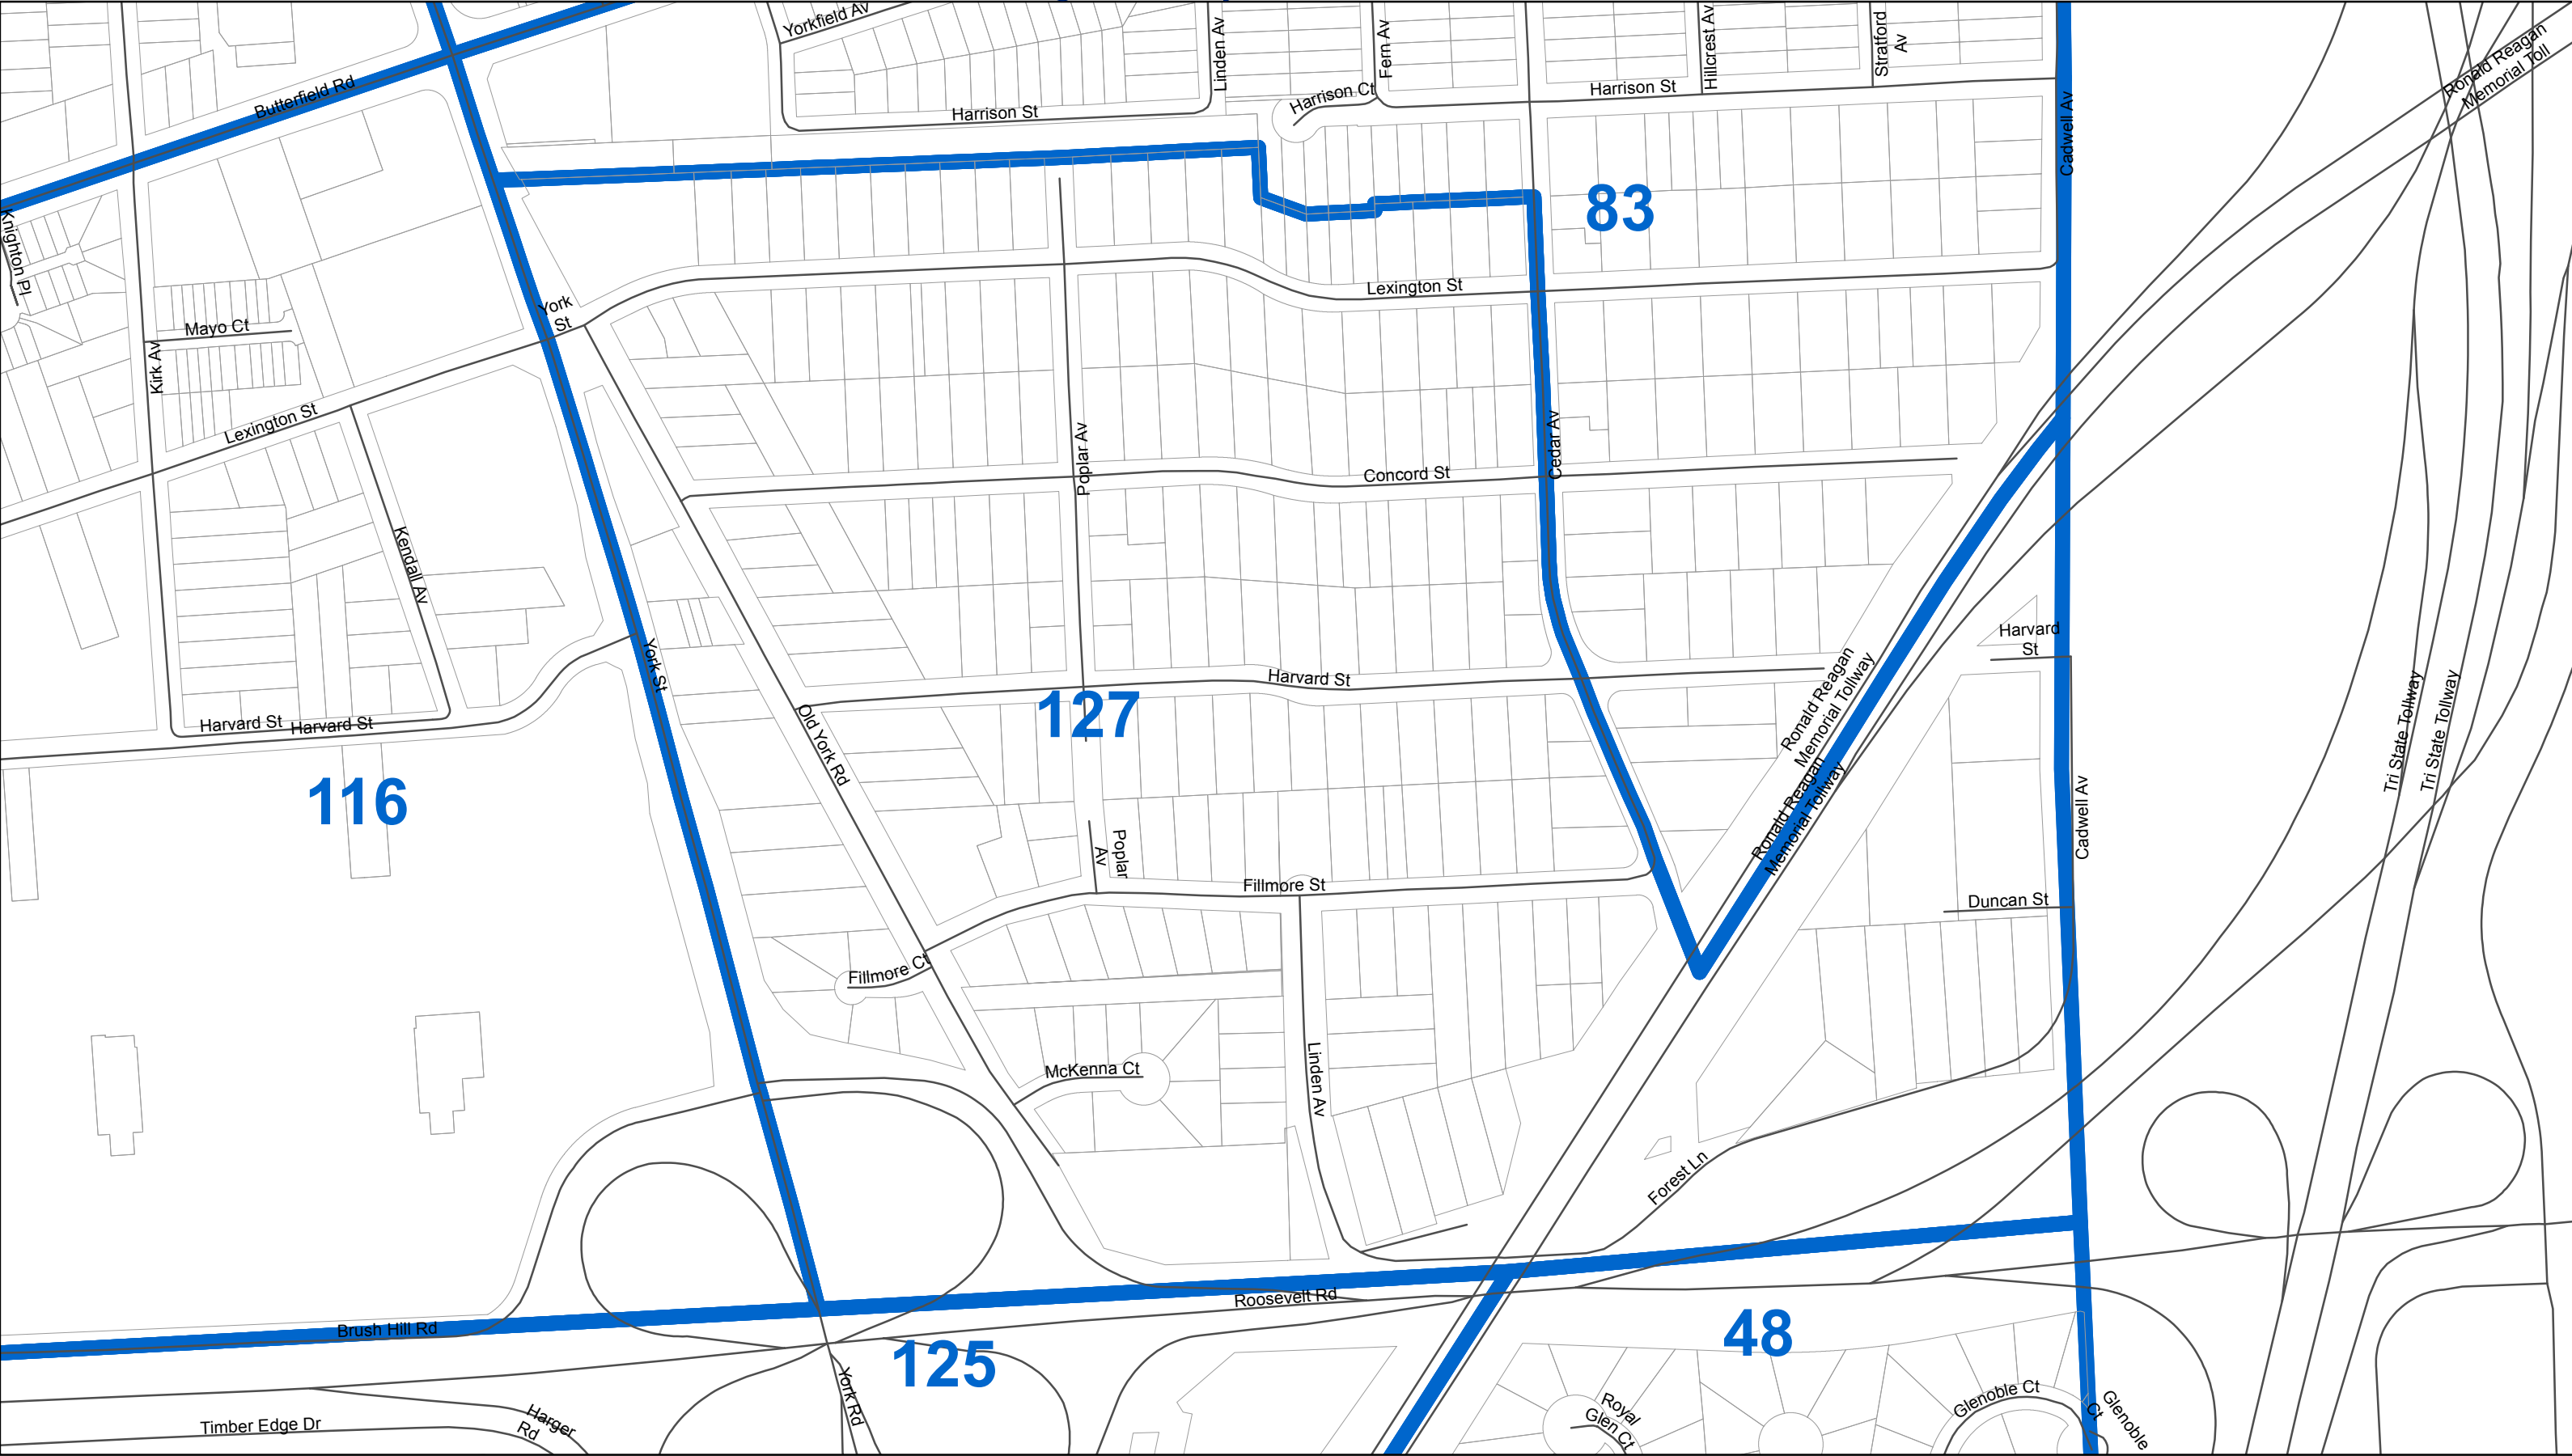 Yorkfield Av
Linden Av
Fern Av
Hillcrest Av
Stratford
Av
Ronald Reagan
Memorial Toll
Butterfield Rd
Harrison St
Harrison Ct
Harrison St
Cadwell Av
83
Knighton Pl
Lexington St
York
St
Mayo Ct
Kirk Av
Lexington St
Poplar Av
Cedar Av
Concord St
Kendall Av
Harvard
St
York St
Harvard St
Ronald Reagan
Memorial Tollway
Tri State Tollway
Tri State Tollway
127
Harvard St
Harvard St
Old York Rd
116
Ronald Reagan
Memorial Tollway
Cadwell Av
Poplar
Av
Fillmore St
Duncan St
Fillmore Ct
McKenna Ct
Linden Av
Forest Ln
Roosevelt Rd
Brush Hill Rd
125
48
York Rd
Timber Edge Dr
Harger
Rd
Royal
Glen Ct
Glenoble Ct
Glenoble
Ct